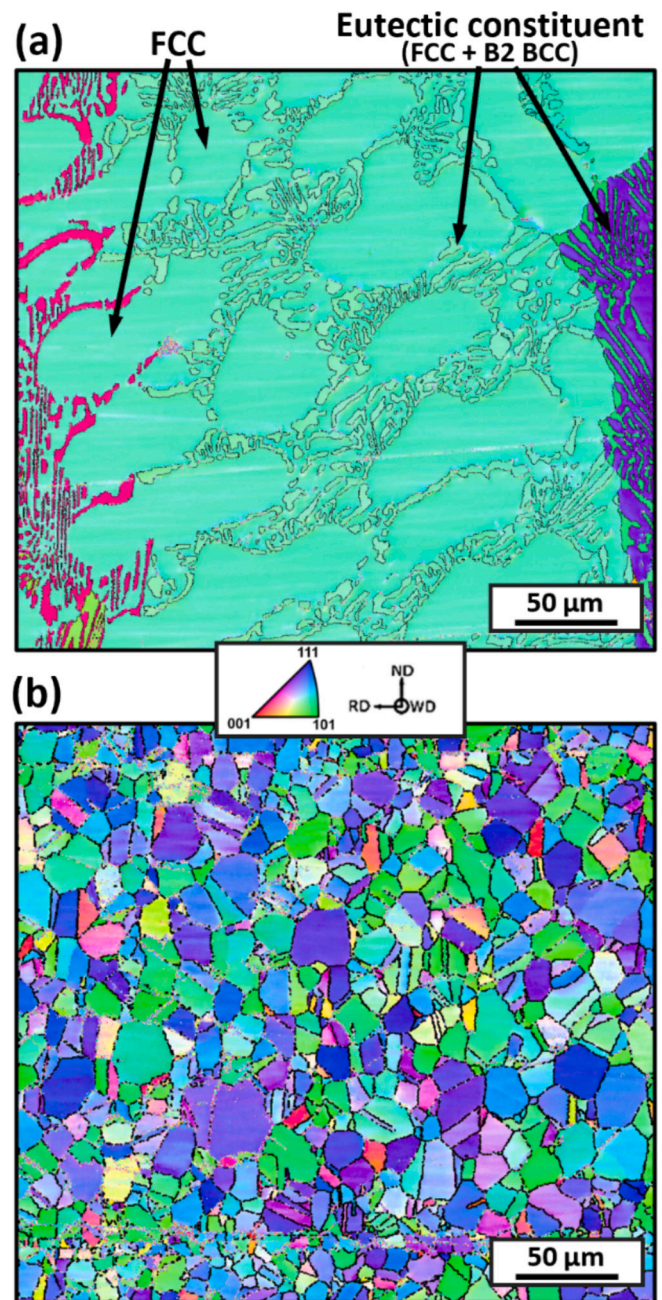 (a)
FCC
Eutectic constituent
(FCC + B2 BCC)
50 µm
111
001
101
ND
RD
WD
(b)
50 µm